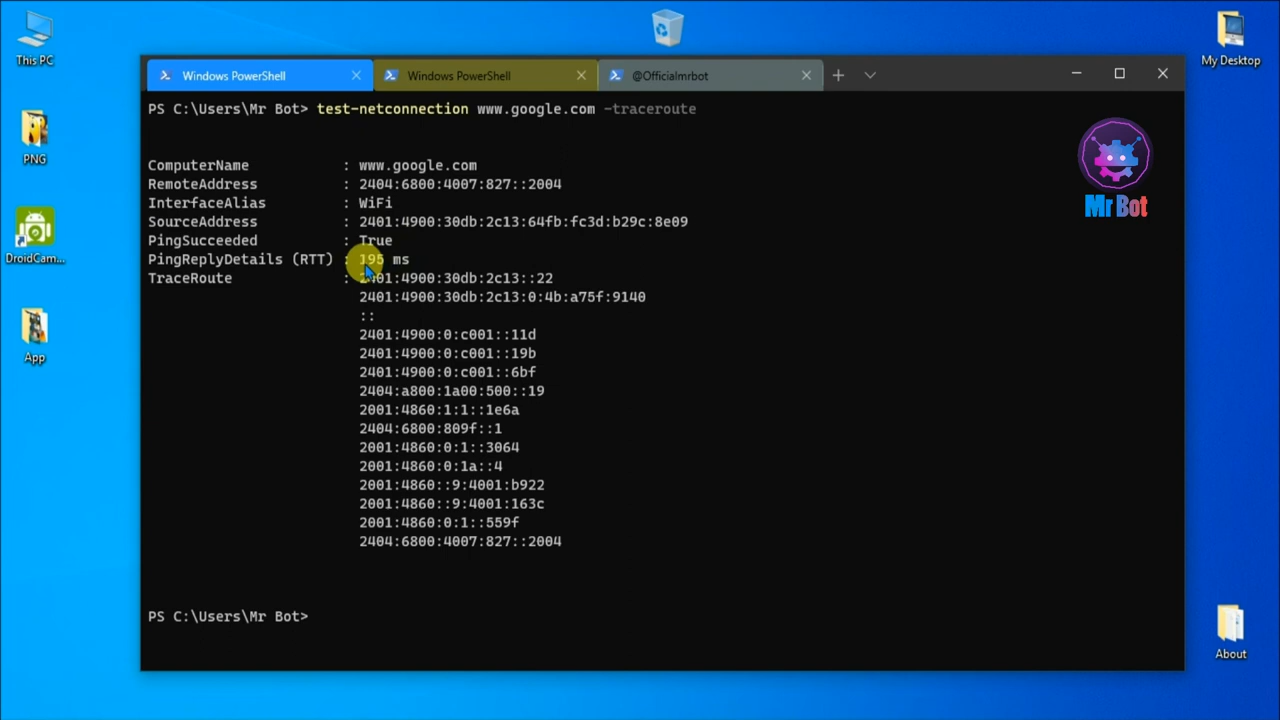 This PC
My Desktop
Windows PowerShell
Windows PowerShell
@Officialmrbot
PS C:\Users\Mr Bot> test-netconnection www.google.com -traceroute
ComputerName : www.google.com
RemoteAddress : 2404:6800:4007:827::2004
InterfaceAlias : WiFi
SourceAddress : 2401:4900:30db:2c13:64fb:fc3d:b29c:8e09
PingSucceeded : True
PingReplyDetails (RTT) : 195 ms
TraceRoute : 2401:4900:30db:2c13::22
2401:4900:30db:2c13:0:4b:a75f:9140
::
2401:4900:0:c001::11d
2401:4900:0:c001::19b
2401:4900:0:c001::6bf
2404:a800:1a00:500::19
2001:4860:1:1::1e6a
2404:6800:809f::1
2001:4860:0:1::3064
2001:4860:0:1a::4
2001:4860::9:4001:b922
2001:4860::9:4001:163c
2001:4860:0:1::559f
2404:6800:4007:827::2004
PS C:\Users\Mr Bot>
Mr Bot
PNG
DroidCam...
App
About